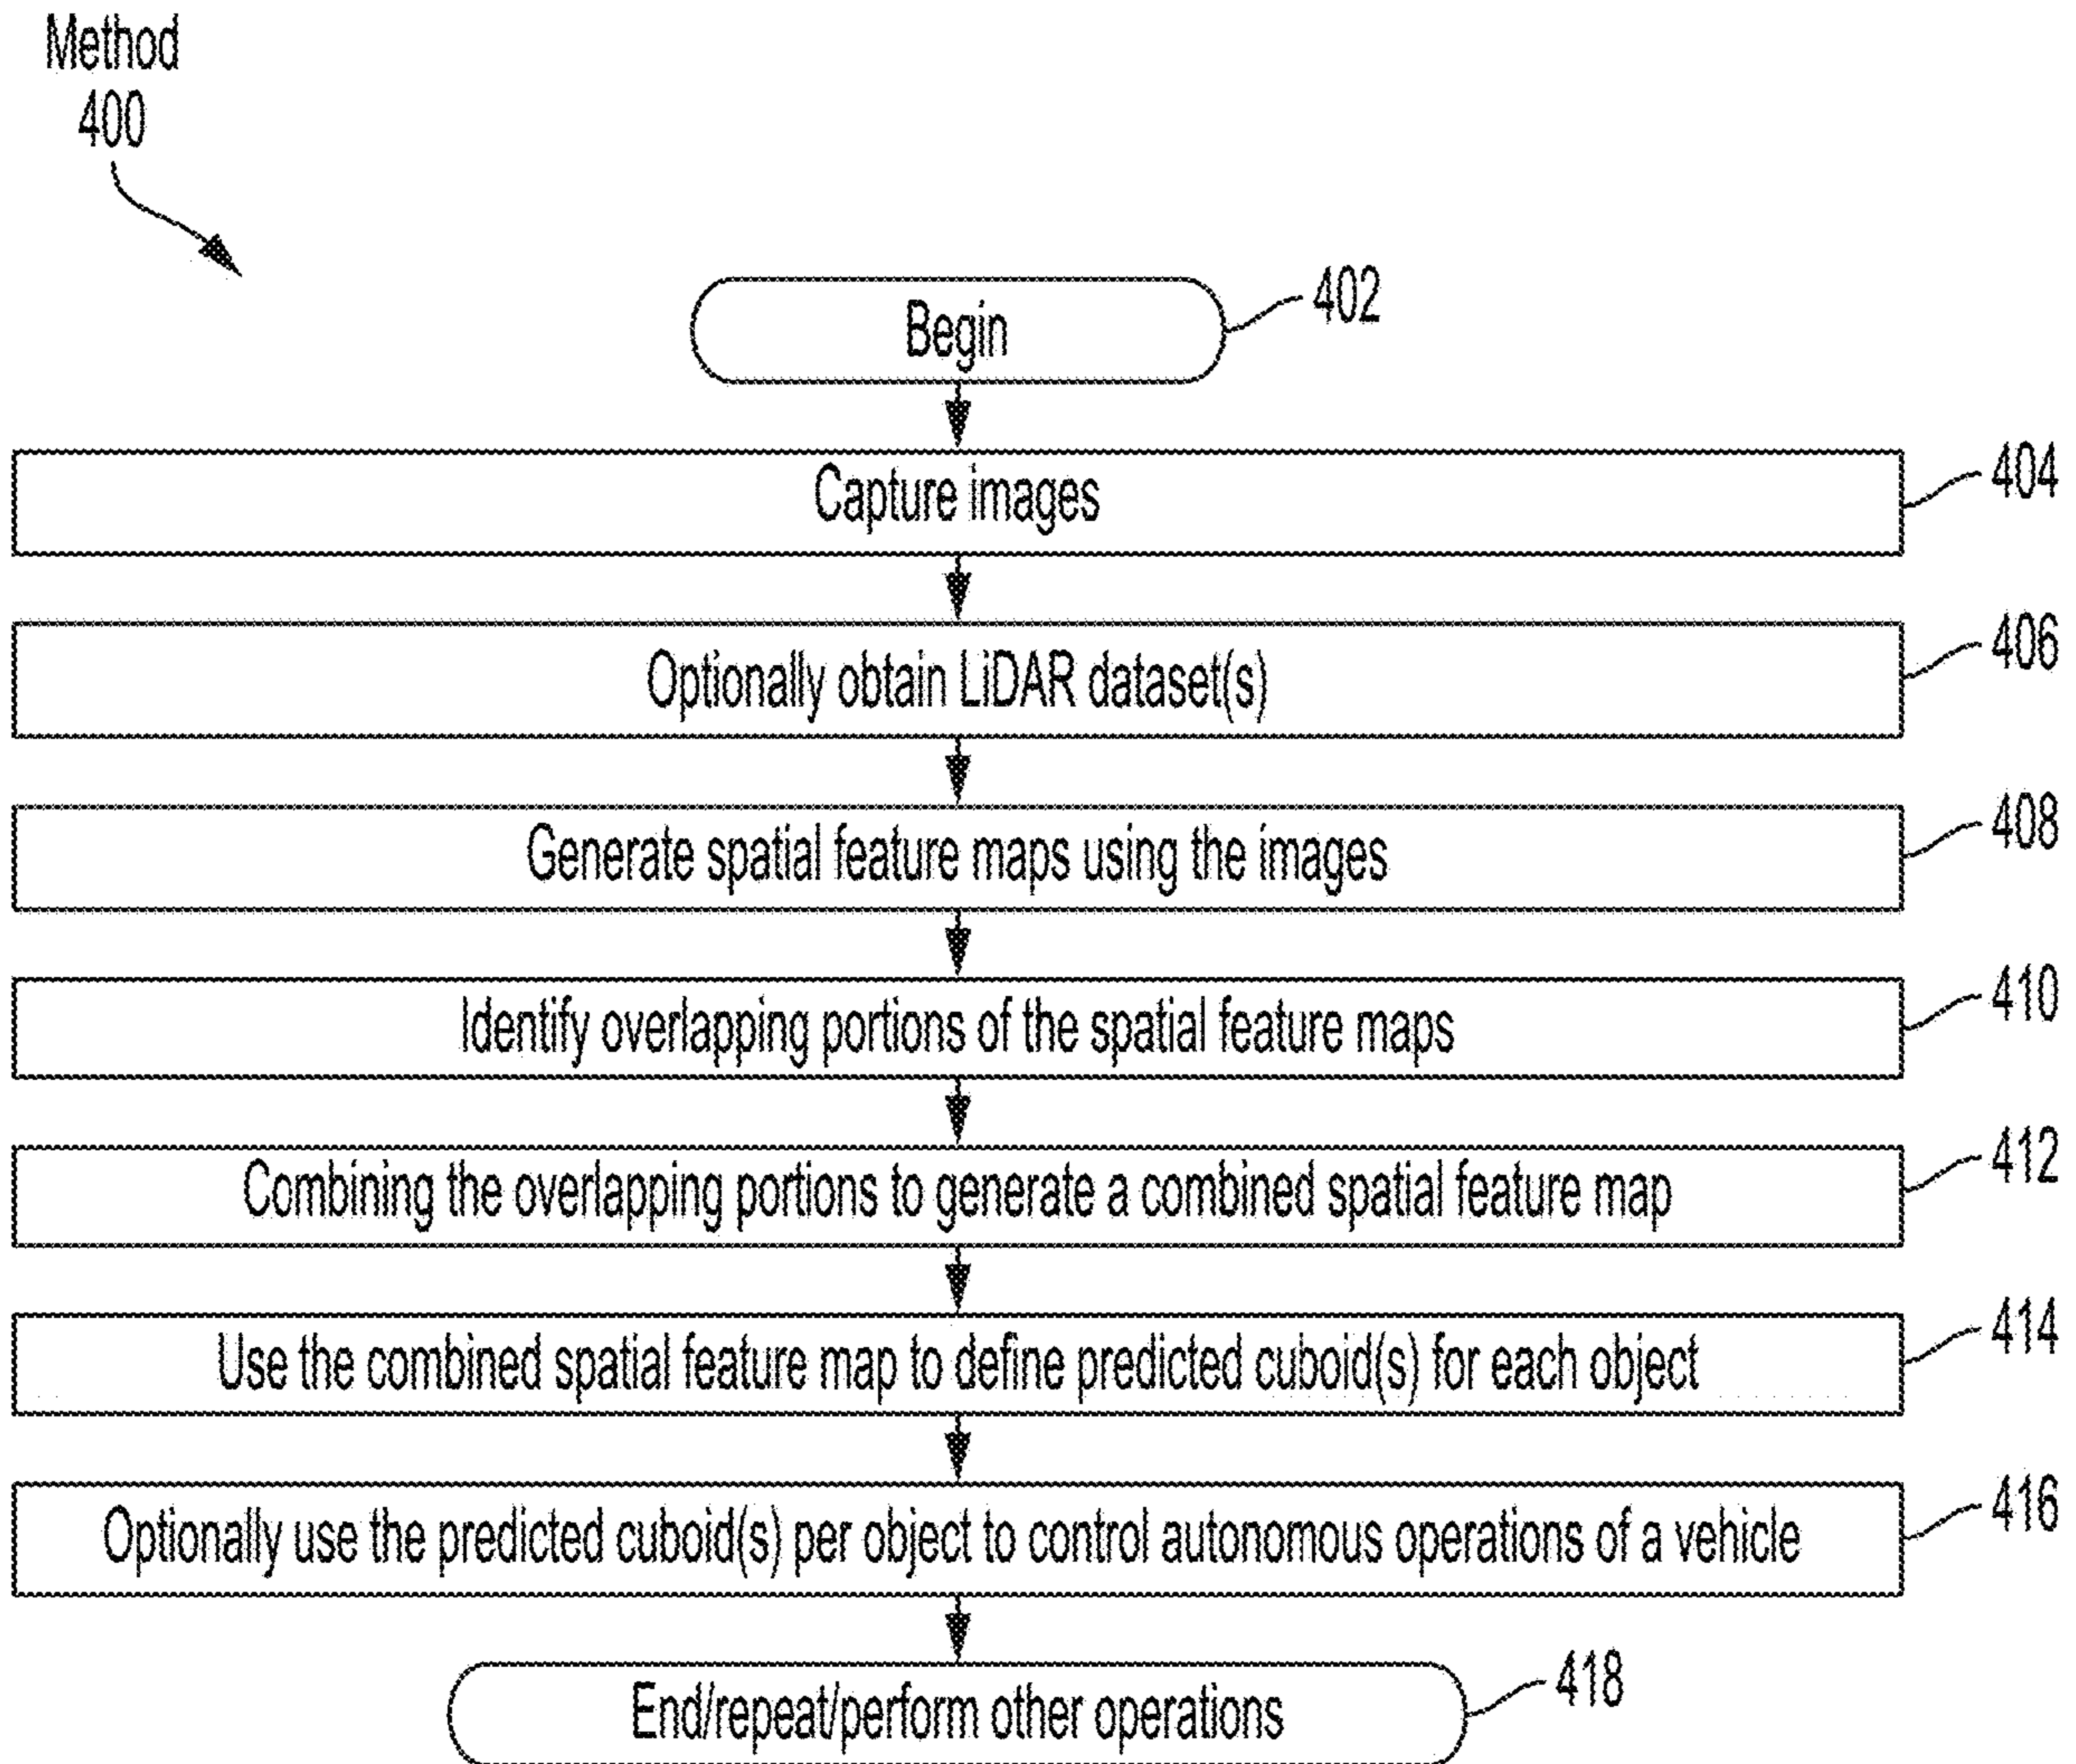 Method
400
Begin
402
Capture images
404
Optionally obtain LiDAR dataset(s)
406
Generate spatial feature maps using the images
408
Identify overlapping portions of the spatial feature maps
410
Combining the overlapping portions to generate a combined spatial feature map
412
Use the combined spatial feature map to define predicted cuboid(s) for each object
414
Optionally use the predicted cuboid(s) per object to control autonomous operations of a vehicle
416
End/repeat/perform other operations
418